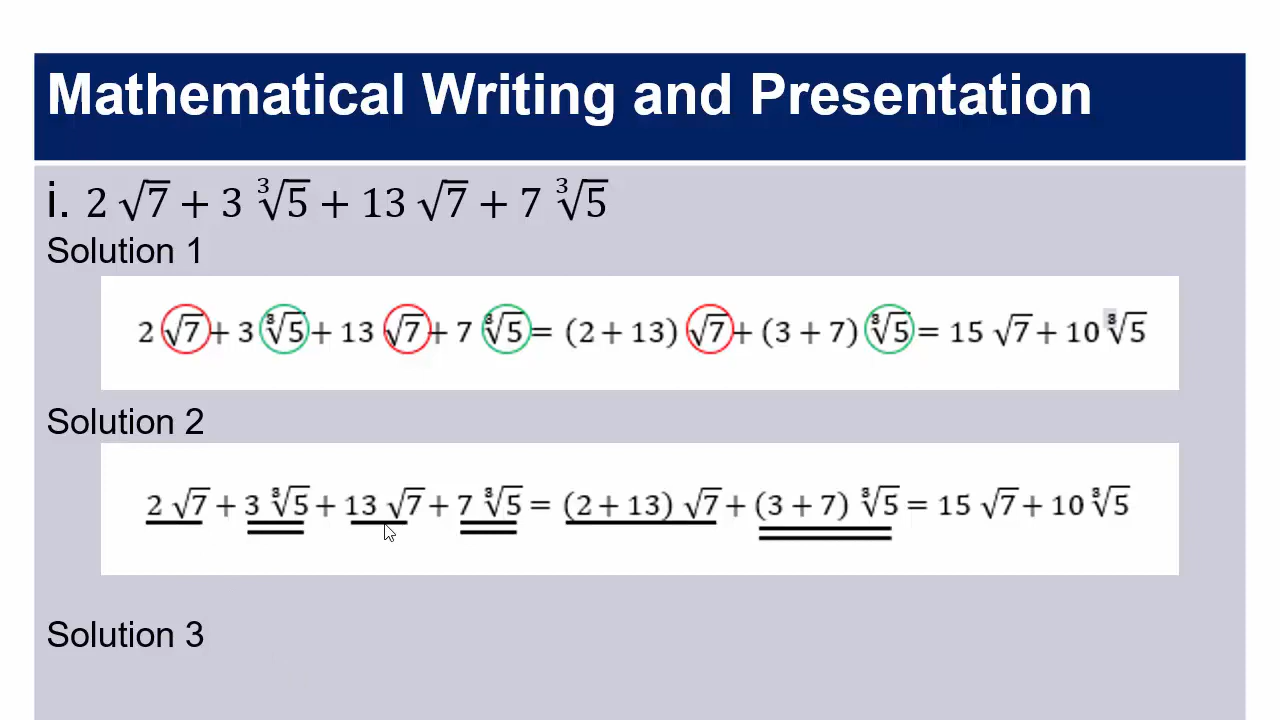 Mathematical Writing and Presentation
i. 2 √7 + 3 ∛5 + 13 √7 + 7 ∛5
Solution 1
2 √7 + 3 ∛5 + 13 √7 + 7 ∛5 = (2 + 13) √7 + (3 + 7) ∛5 = 15 √7 + 10 ∛5
Solution 2
2 √7 + 3 ∛5 + 13 √7 + 7 ∛5 = (2 + 13) √7 + (3 + 7) ∛5 = 15 √7 + 10 ∛5
Solution 3